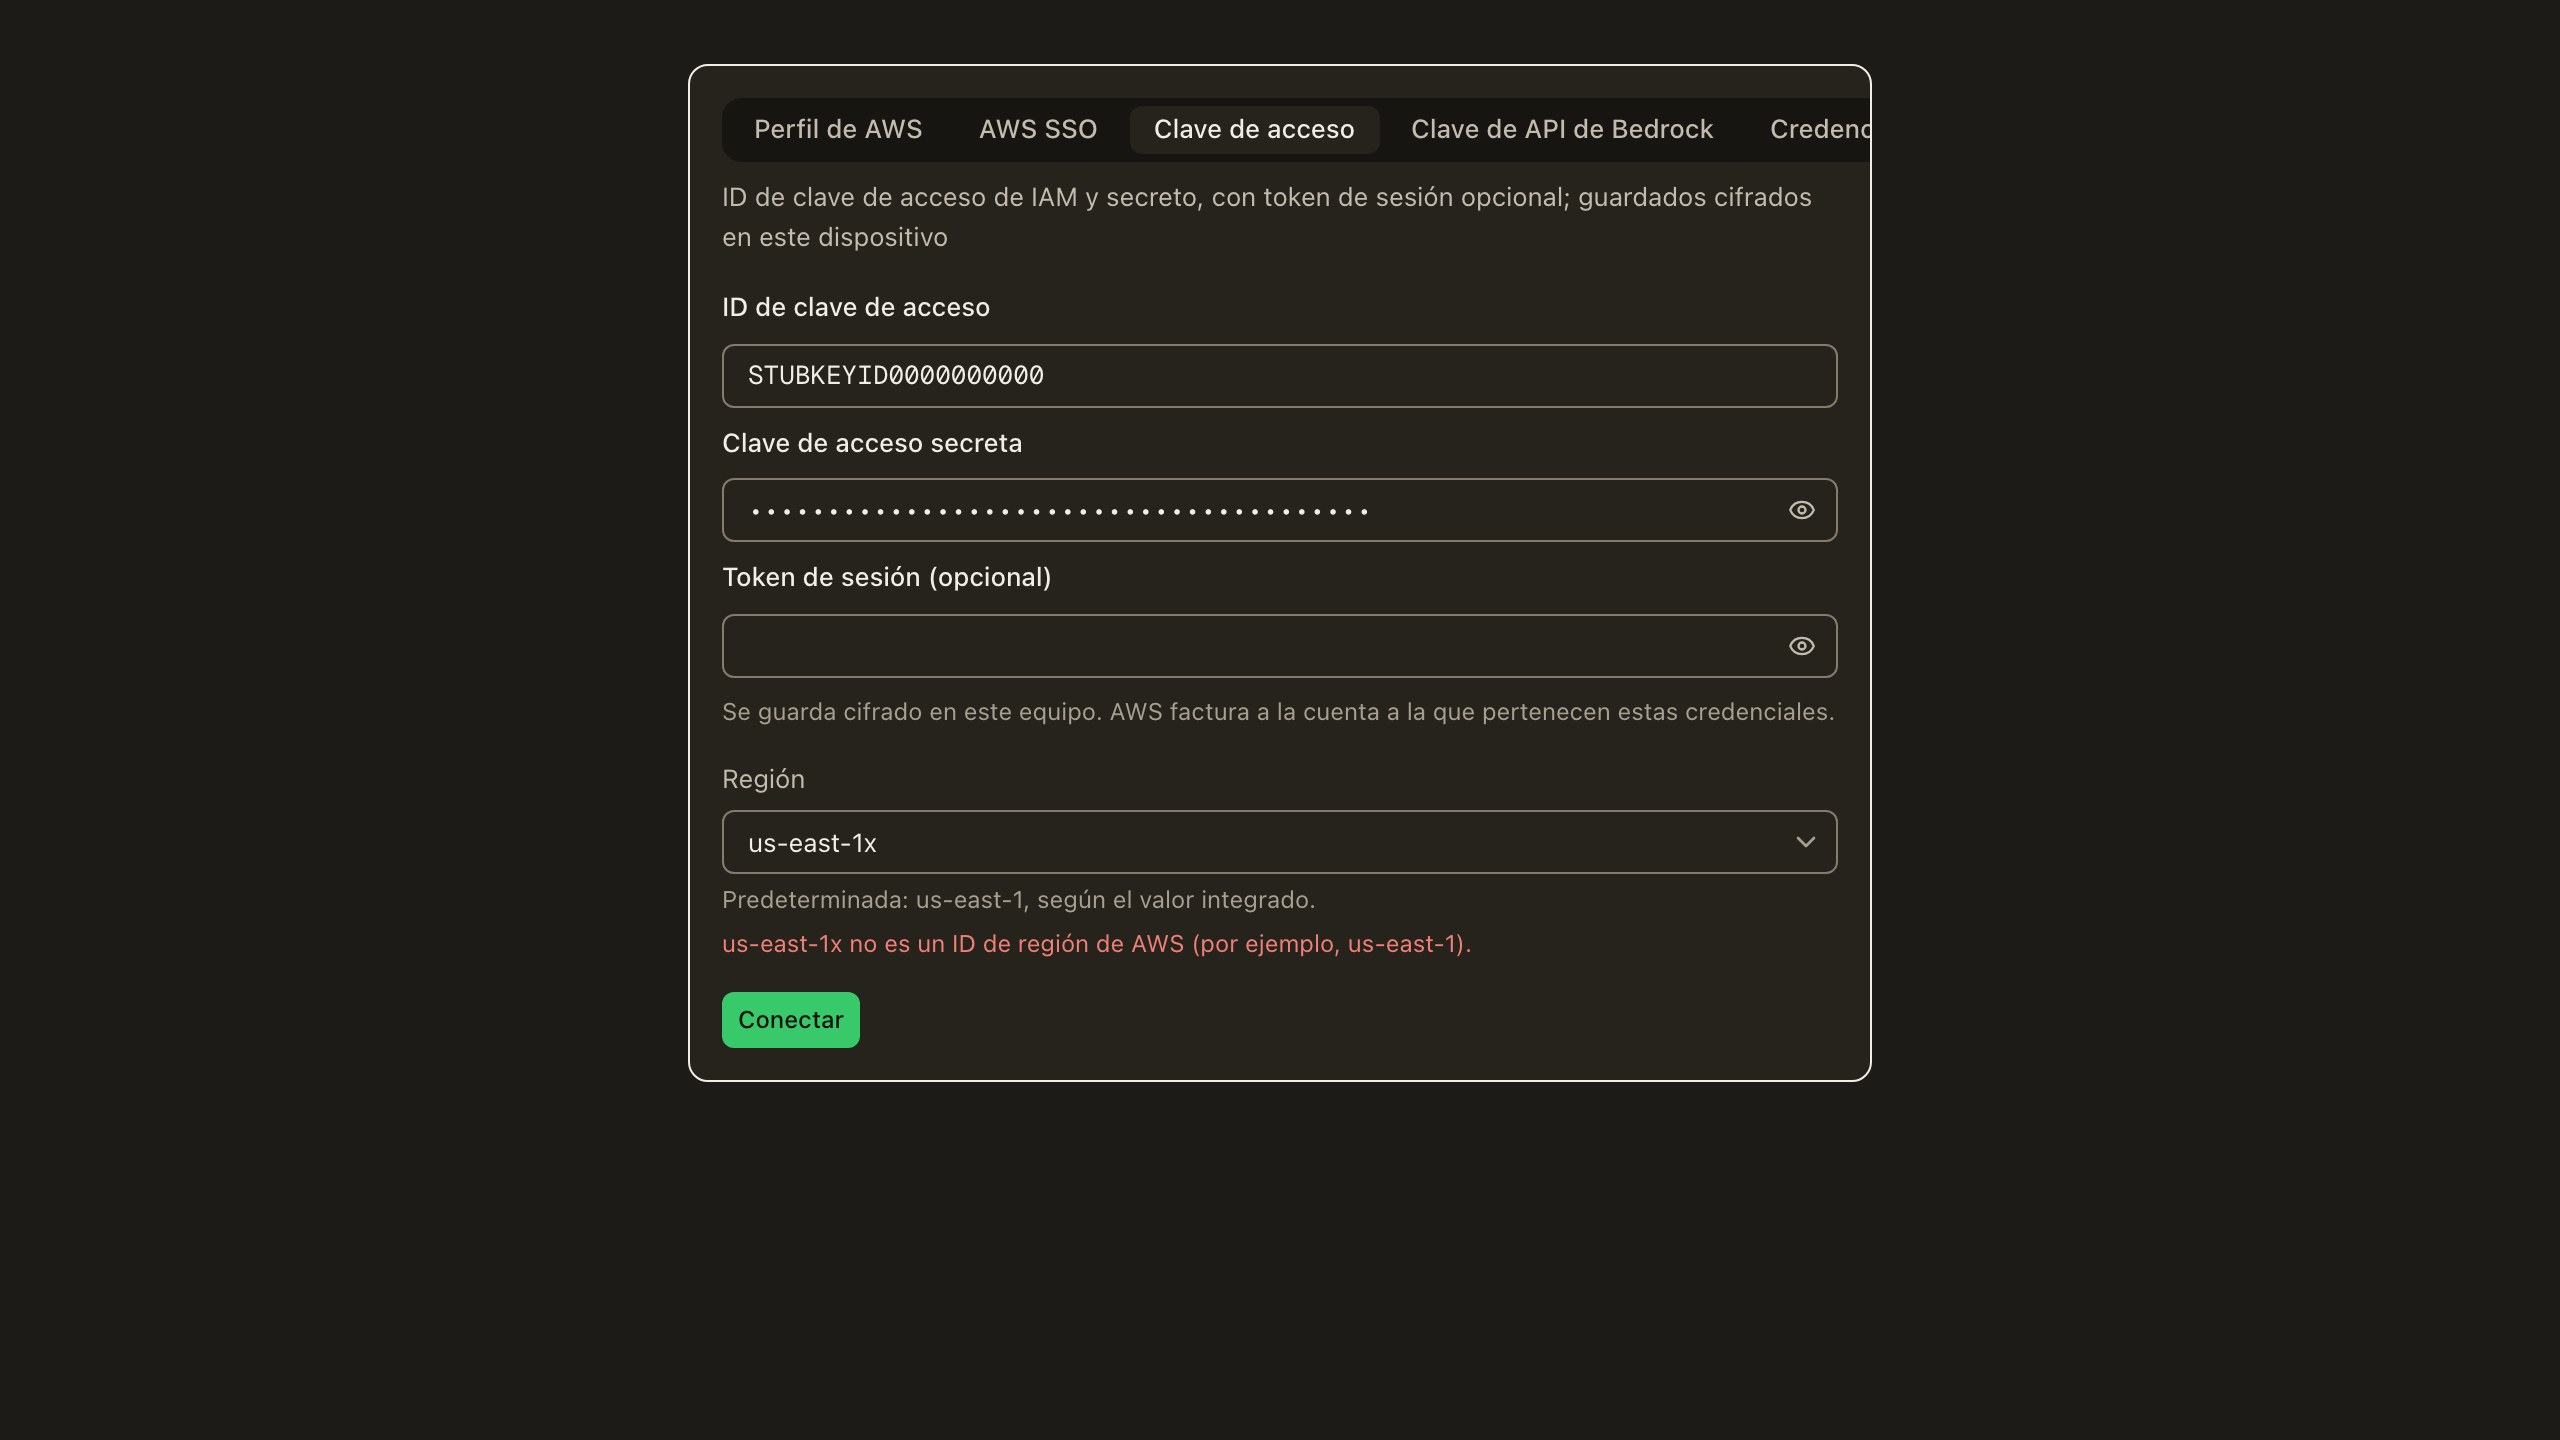 Perfil de AWS AWS SSO Clave de acceso Clave de API de Bedrock Credenc
ID de clave de acceso de IAM y secreto, con token de sesión opcional; guardados cifrados
en este dispositivo
ID de clave de acceso
STUBKEYID0000000000
Clave de acceso secreta
••••••••••••••••••••••••••••••••••••••••
Token de sesión (opcional)
Se guarda cifrado en este equipo. AWS factura a la cuenta a la que pertenecen estas credenciales.
Región
us-east-1x
Predeterminada: us-east-1, según el valor integrado.
us-east-1x no es un ID de región de AWS (por ejemplo, us-east-1).
Conectar